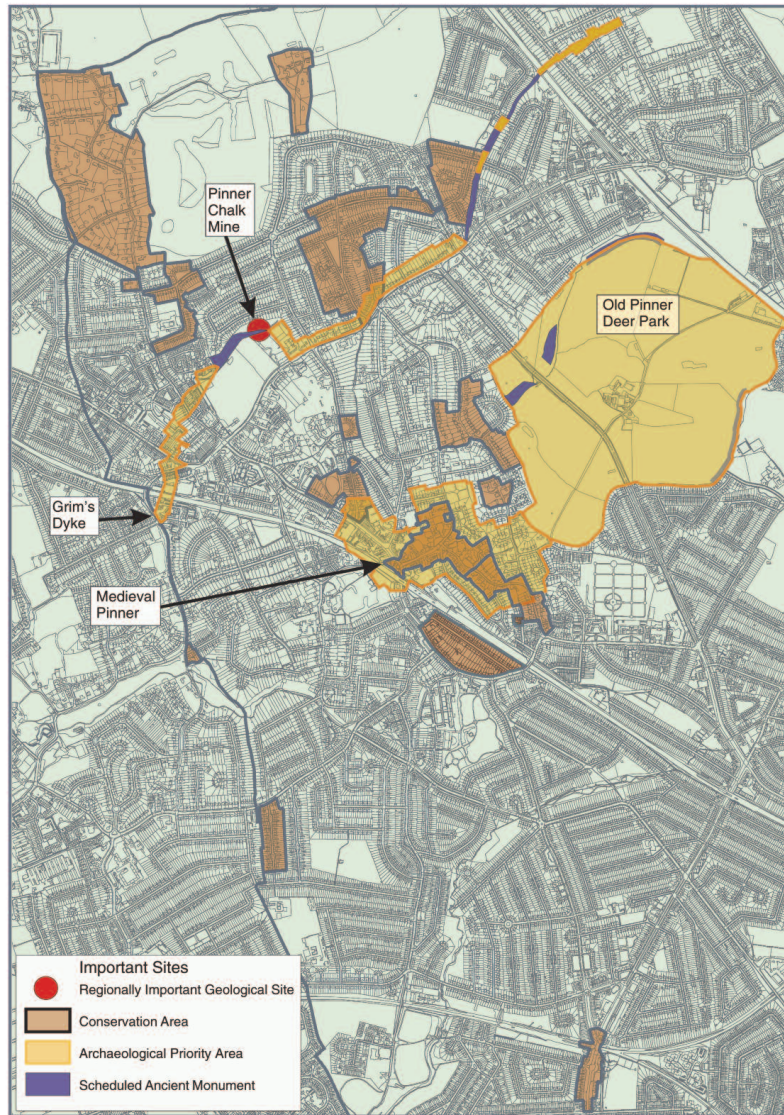 Pinner
Chalk
Mine
Old Pinner
Deer Park
Grim's
Dyke
Medieval
Pinner
Important Sites
Regionally Important Geological Site
Conservation Area
Archaeological Priority Area
Scheduled Ancient Monument